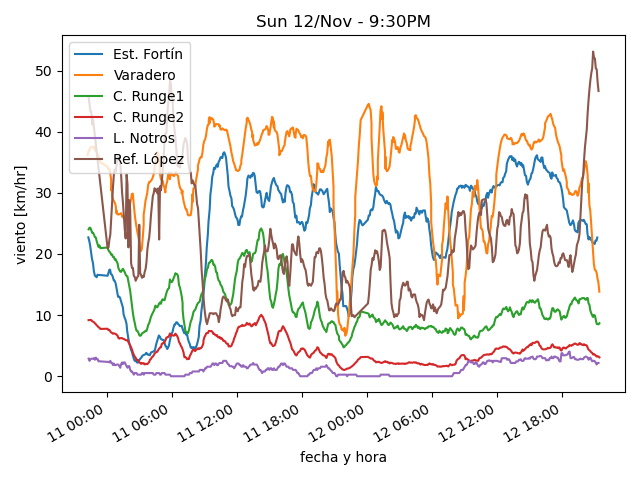 Sun 12/Nov - 9:30PM
Est. Fortín
Varadero
C. Runge1
C. Runge2
L. Notros
Ref. López
50
40
30
20
10
0
viento [km/hr]
11 00:00
11 06:00
11 12:00
11 18:00
12 00:00
12 06:00
12 12:00
12 18:00
fecha y hora